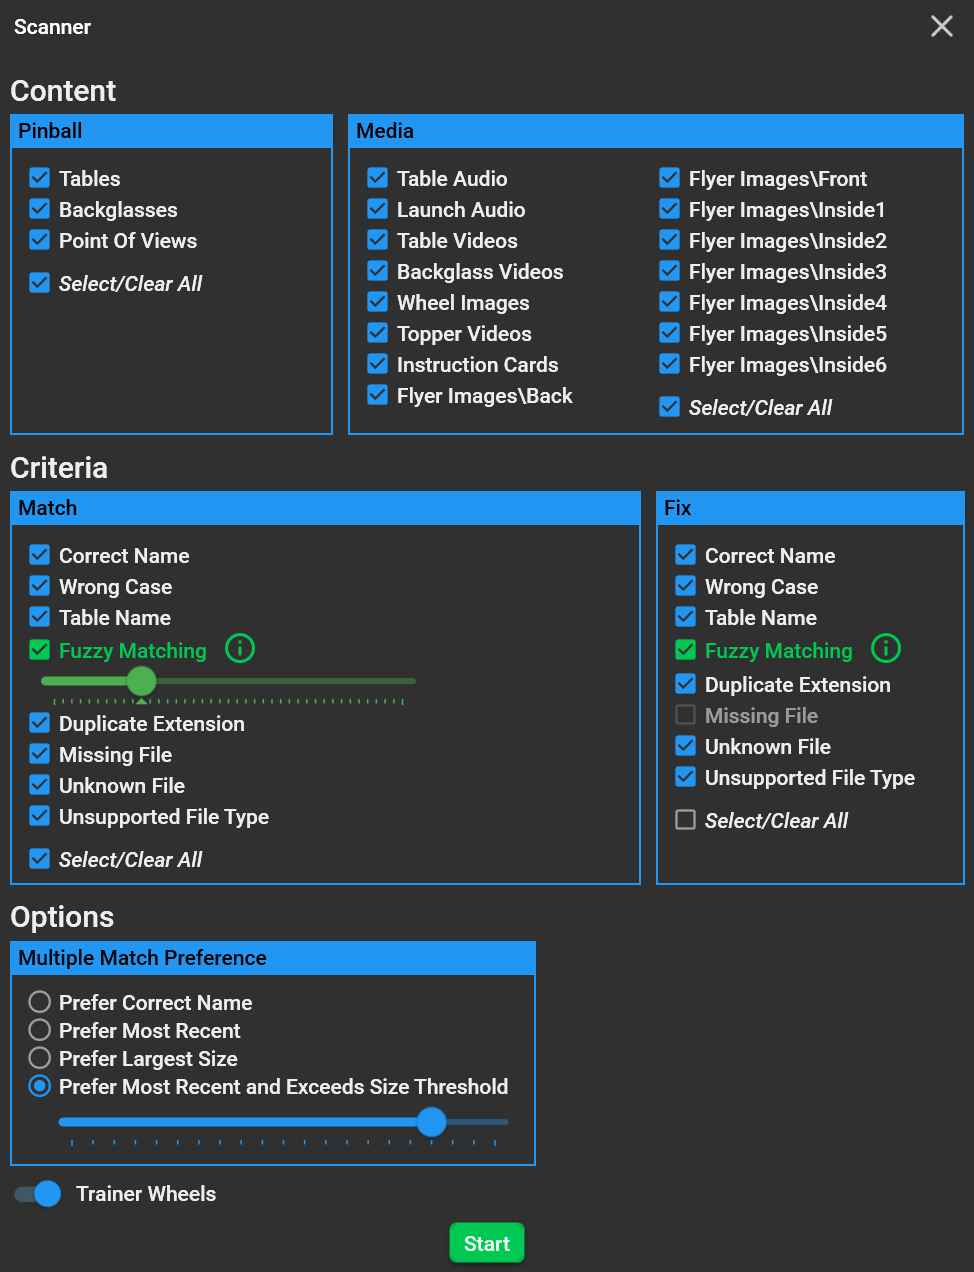 Scanner
Content
Pinball
Tables
Backglasses
Point Of Views
Select/Clear All
Media
Table Audio
Launch Audio
Table Videos
Backglass Videos
Wheel Images
Topper Videos
Instruction Cards
Flyer Images\Back
Flyer Images\Front
Flyer Images\Inside1
Flyer Images\Inside2
Flyer Images\Inside3
Flyer Images\Inside4
Flyer Images\Inside5
Flyer Images\Inside6
Select/Clear All
Criteria
Match
Correct Name
Wrong Case
Table Name
Fuzzy Matching
Duplicate Extension
Missing File
Unknown File
Unsupported File Type
Select/Clear All
Fix
Correct Name
Wrong Case
Table Name
Fuzzy Matching
Duplicate Extension
Missing File
Unknown File
Unsupported File Type
Select/Clear All
Options
Multiple Match Preference
Prefer Correct Name
Prefer Most Recent
Prefer Largest Size
Prefer Most Recent and Exceeds Size Threshold
Trainer Wheels
Start